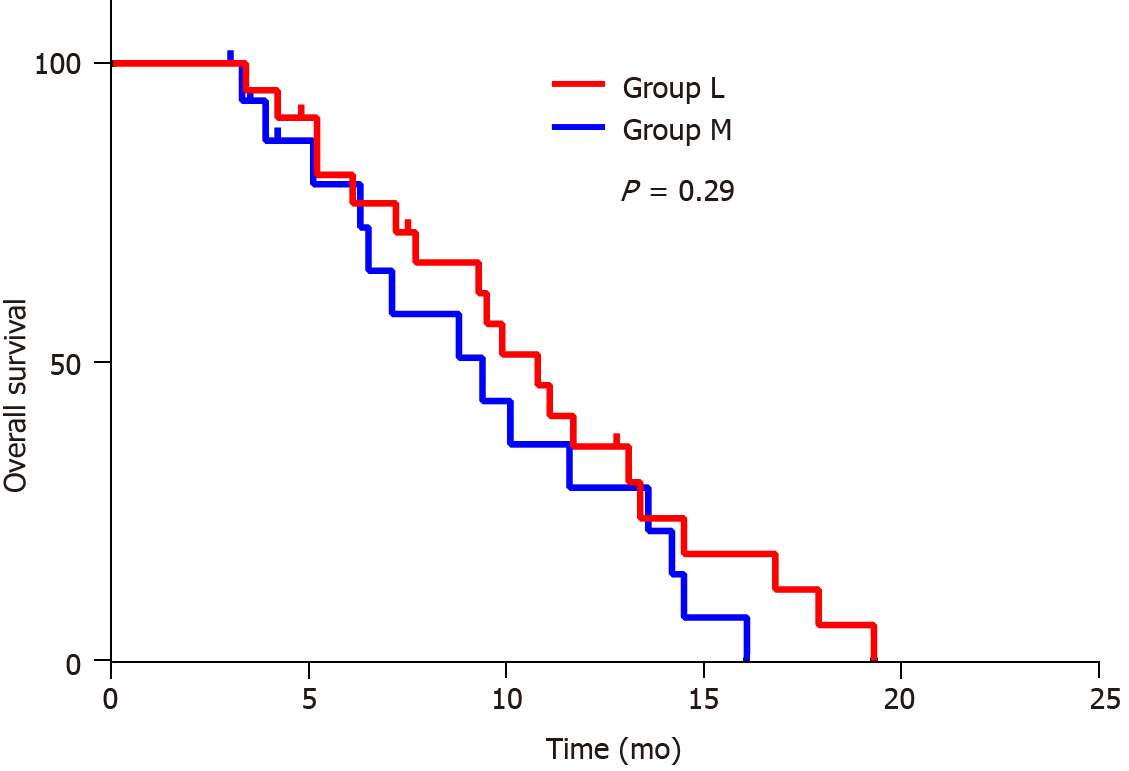 100
50
0
Overall survival
Group L
Group M
P = 0.29
0 5 10 15 20 25
Time (mo)